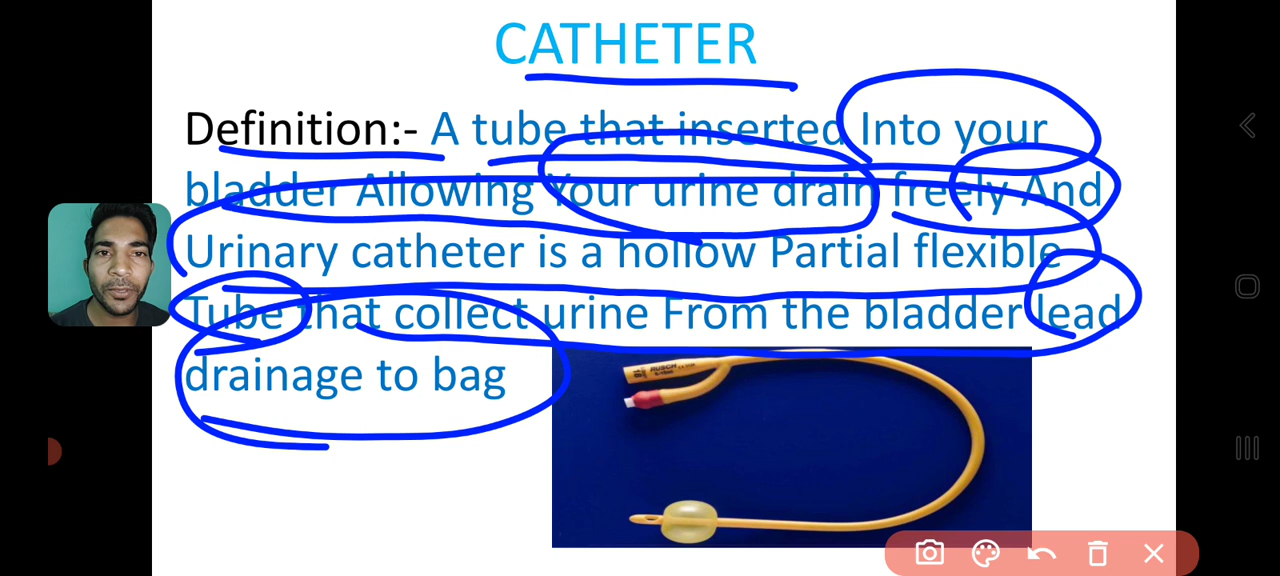 CATHETER
Definition:- A tube that inserted Into your
bladder Allowing Your urine drain freely And
Urinary catheter is a hollow Partial flexible
Tube that collect urine From the bladder lead
drainage to bag
RUSCH